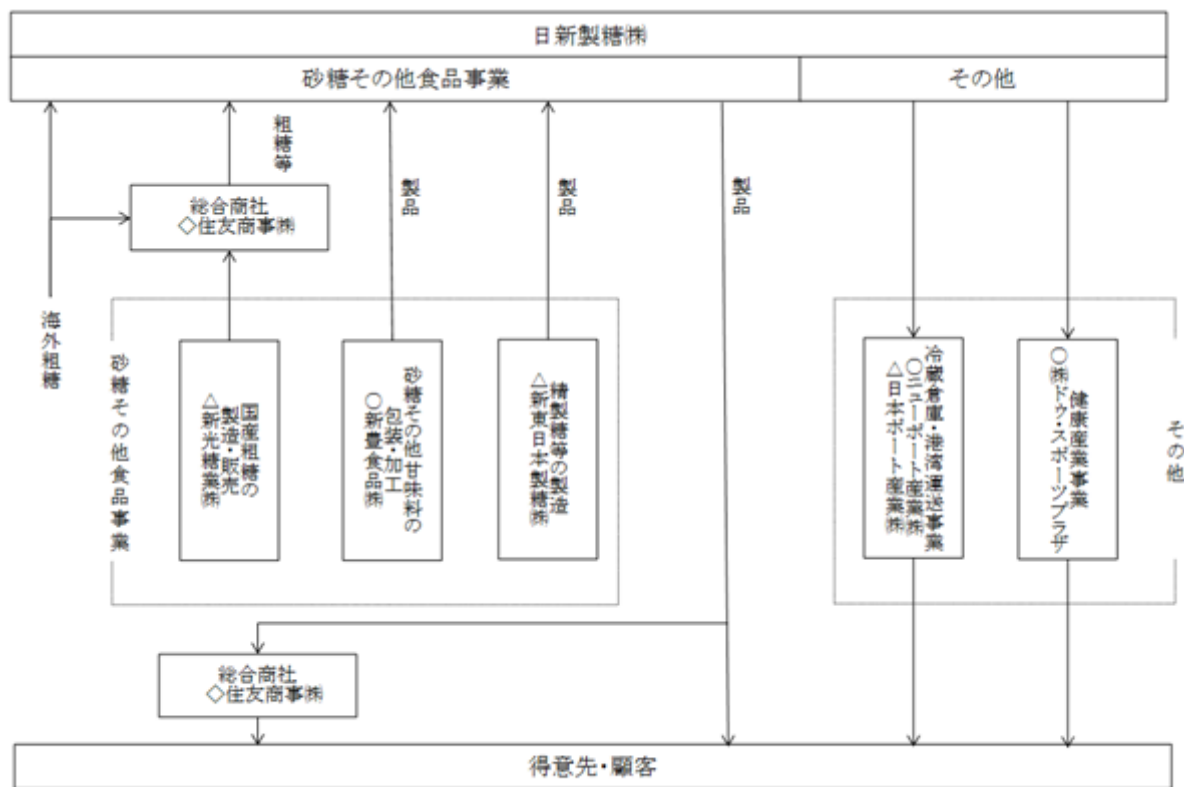 日新製糖㈱
砂糖その他食品事業
その他
粗糖等
製品
製品
製品
総合商社
◇住友商事㈱
海外粗糖
砂糖その他食品事業
国産粗糖の
製造・販売
△新光糖業㈱
砂糖その他甘味料の
包装・加工
○新豊食品㈱
精製糖等の製造
△新東日本製糖㈱
冷蔵倉庫・港湾運送事業
○ニューポート産業㈱
△日本ポート産業㈱
健康産業事業
○㈱ドゥ・スポーツプラザ
その他
総合商社
◇住友商事㈱
得意先・顧客